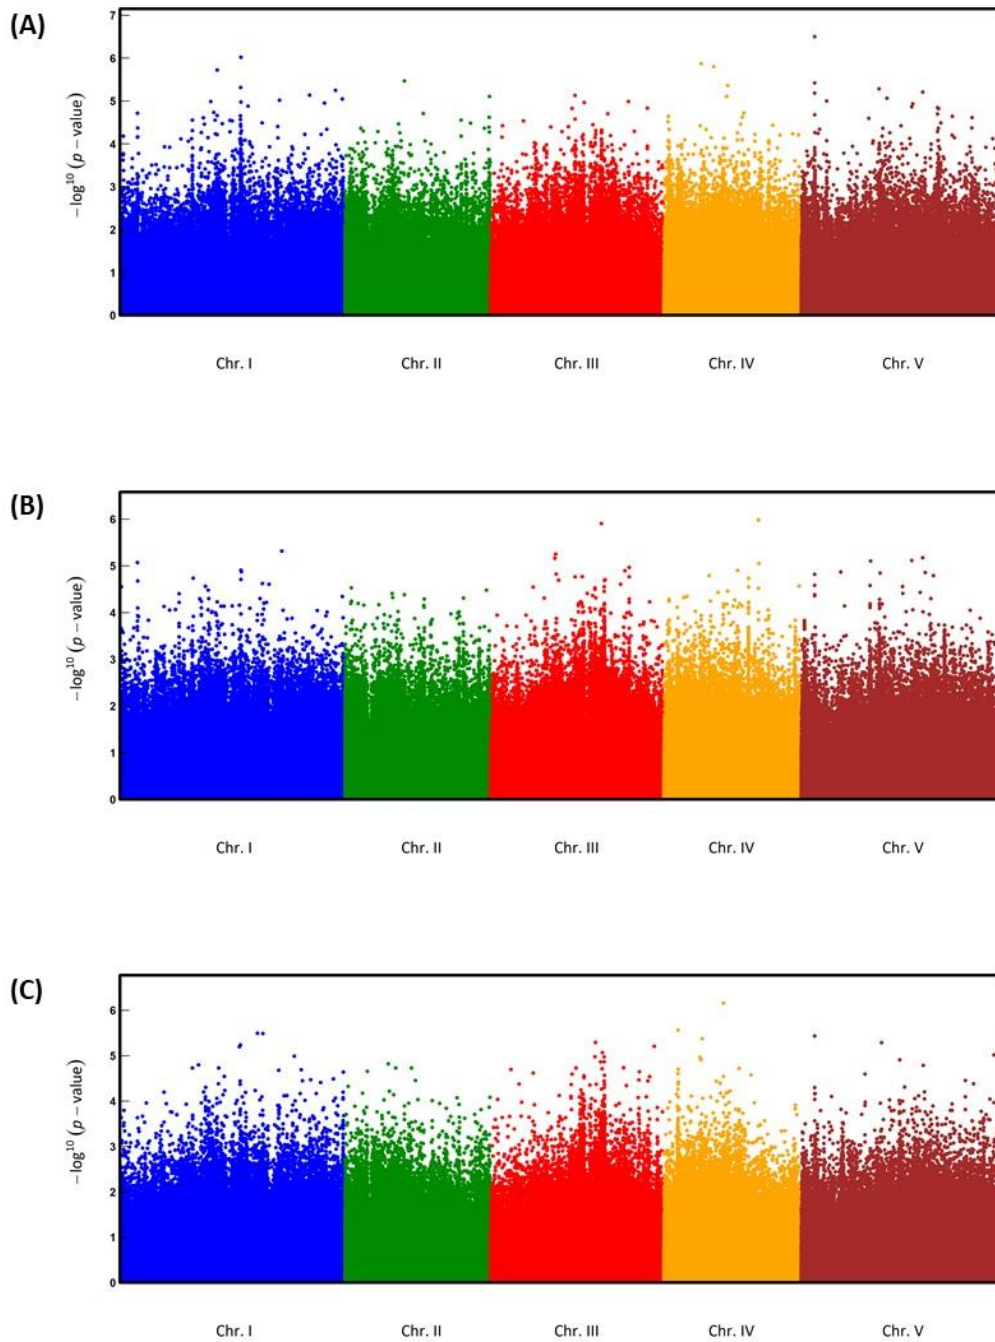 (A)
7
6
5
4
3
2
1
0
−log¹⁰ (p − value)
Chr. I Chr. II Chr. III Chr. IV Chr. V
(B)
6
5
4
3
2
1
0
−log¹⁰ (p − value)
Chr. I Chr. II Chr. III Chr. IV Chr. V
(C)
6
5
4
3
2
1
0
−log¹⁰ (p − value)
Chr. I Chr. II Chr. III Chr. IV Chr. V